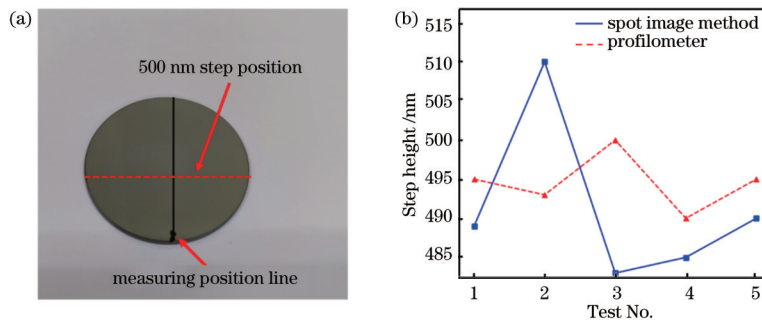 (a)
500 nm step position
measuring position line
(b)
spot image method
profilometer
Step height /nm
515
510
505
500
495
490
485
1
2
3
4
5
Test No.